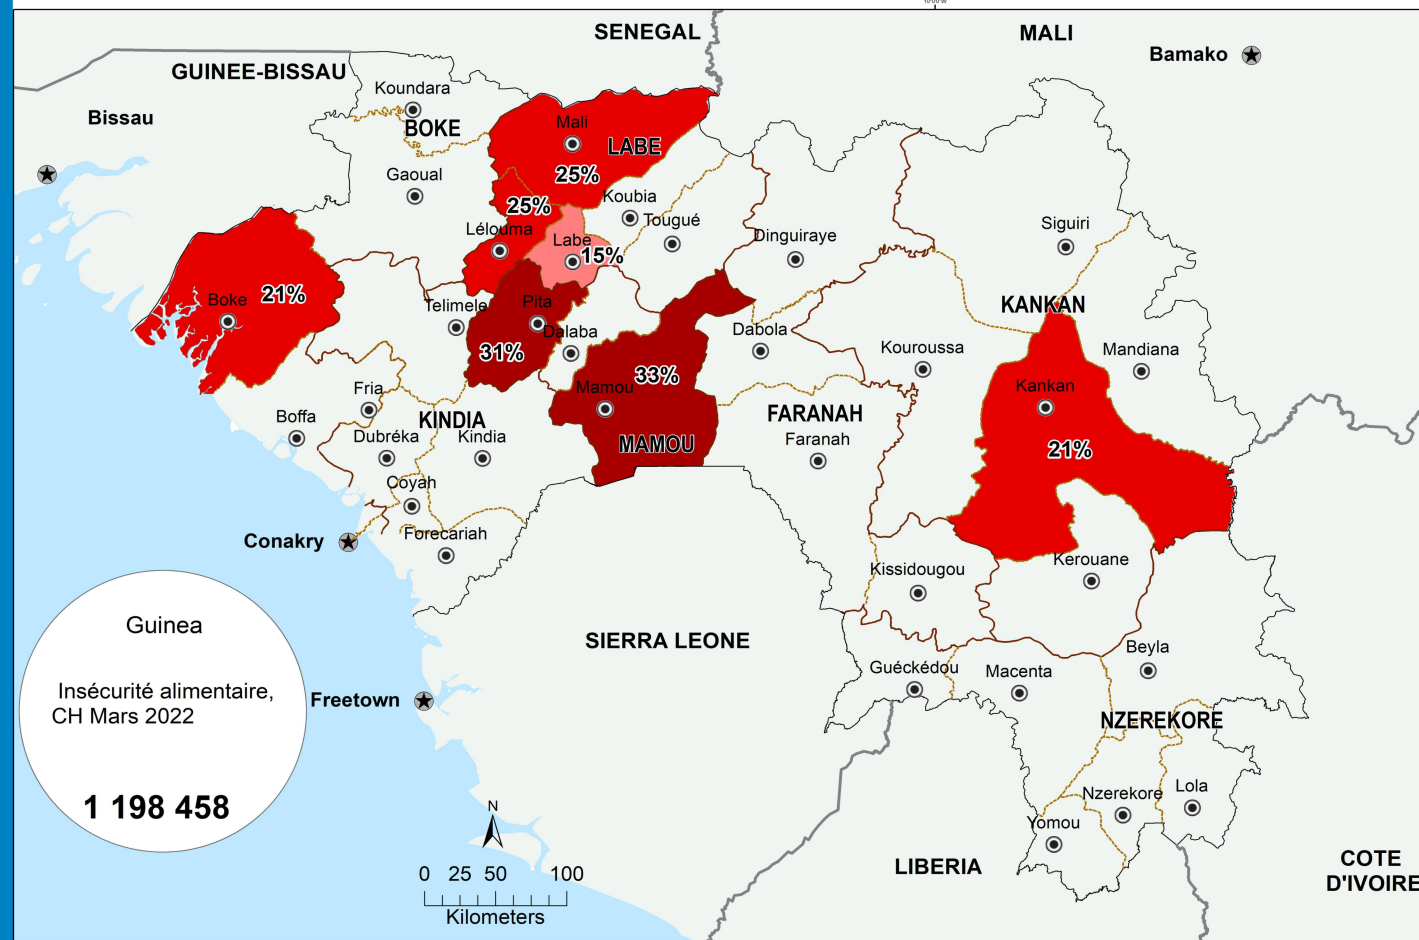 SENEGAL
MALI
Bamako
GUINEE-BISSAU
Koundara
Bissau
BOKE
Mali
LABE
25%
Gaoual
Koubia
25%
Tougué
Siguiri
Lélouma
Labe
15%
Dinguiraye
21%
Boke
KANKAN
Telimele
Pita
Dalaba
Dabola
31%
Kouroussa
Mandiana
33%
Fria
Mamou
Kankan
Boffa
KINDIA
FARANAH
Dubréka
Kindia
MAMOU
Faranah
21%
Coyah
Conakry
Forecariah
Kerouane
Kissidougou
Guinea
SIERRA LEONE
Beyla
Guéckédou
Macenta
Insécurité alimentaire,
CH Mars 2022
Freetown
NZEREKORE
1 198 458
N
Nzerekore
Lola
Yomou
LIBERIA
COTE
D'IVOIRE
0 25 50 100
Kilometers